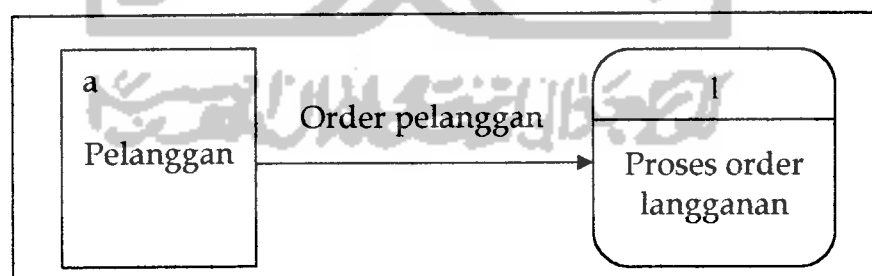 a
Pelanggan
Order pelanggan
1
Proses order
langganan